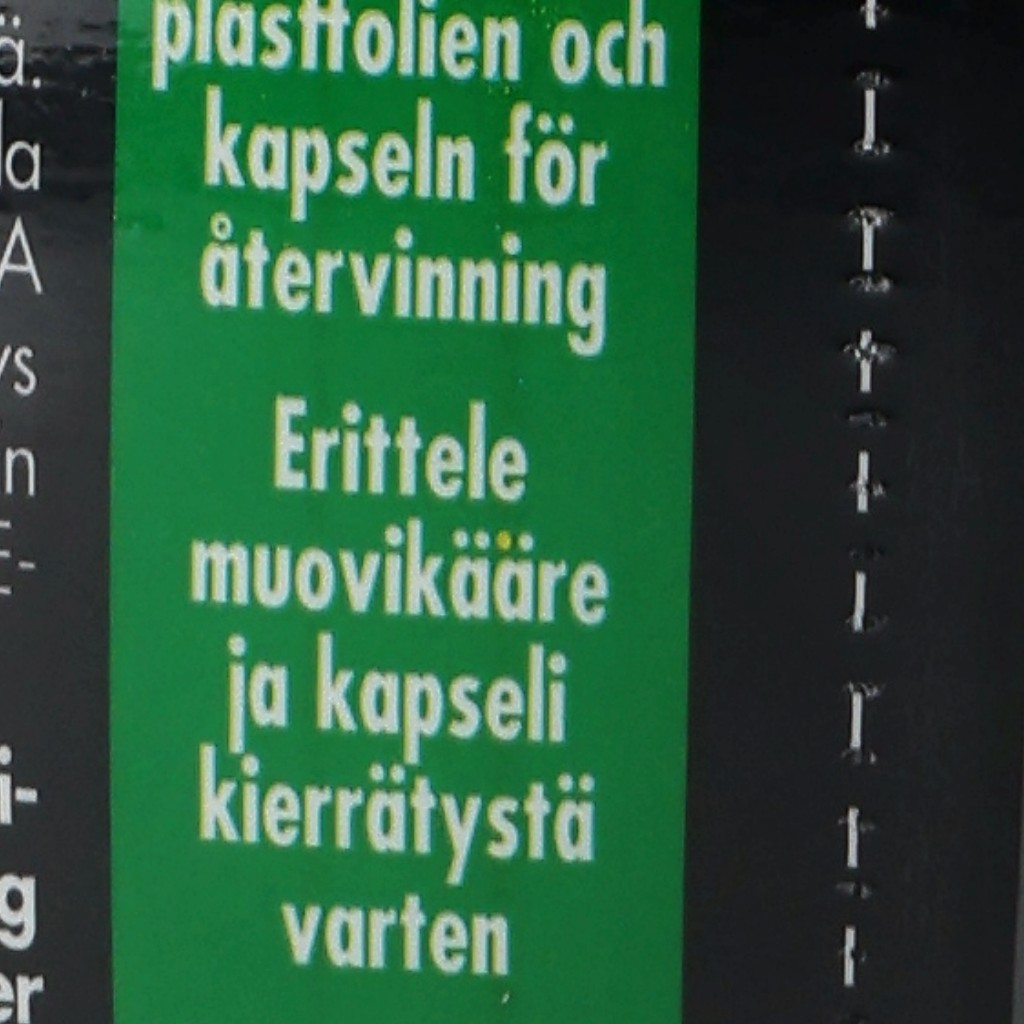 plastfolien och
kapseln för
återvinning
Erittele
muovikääre
ja kapseli
kierrätystä
varten